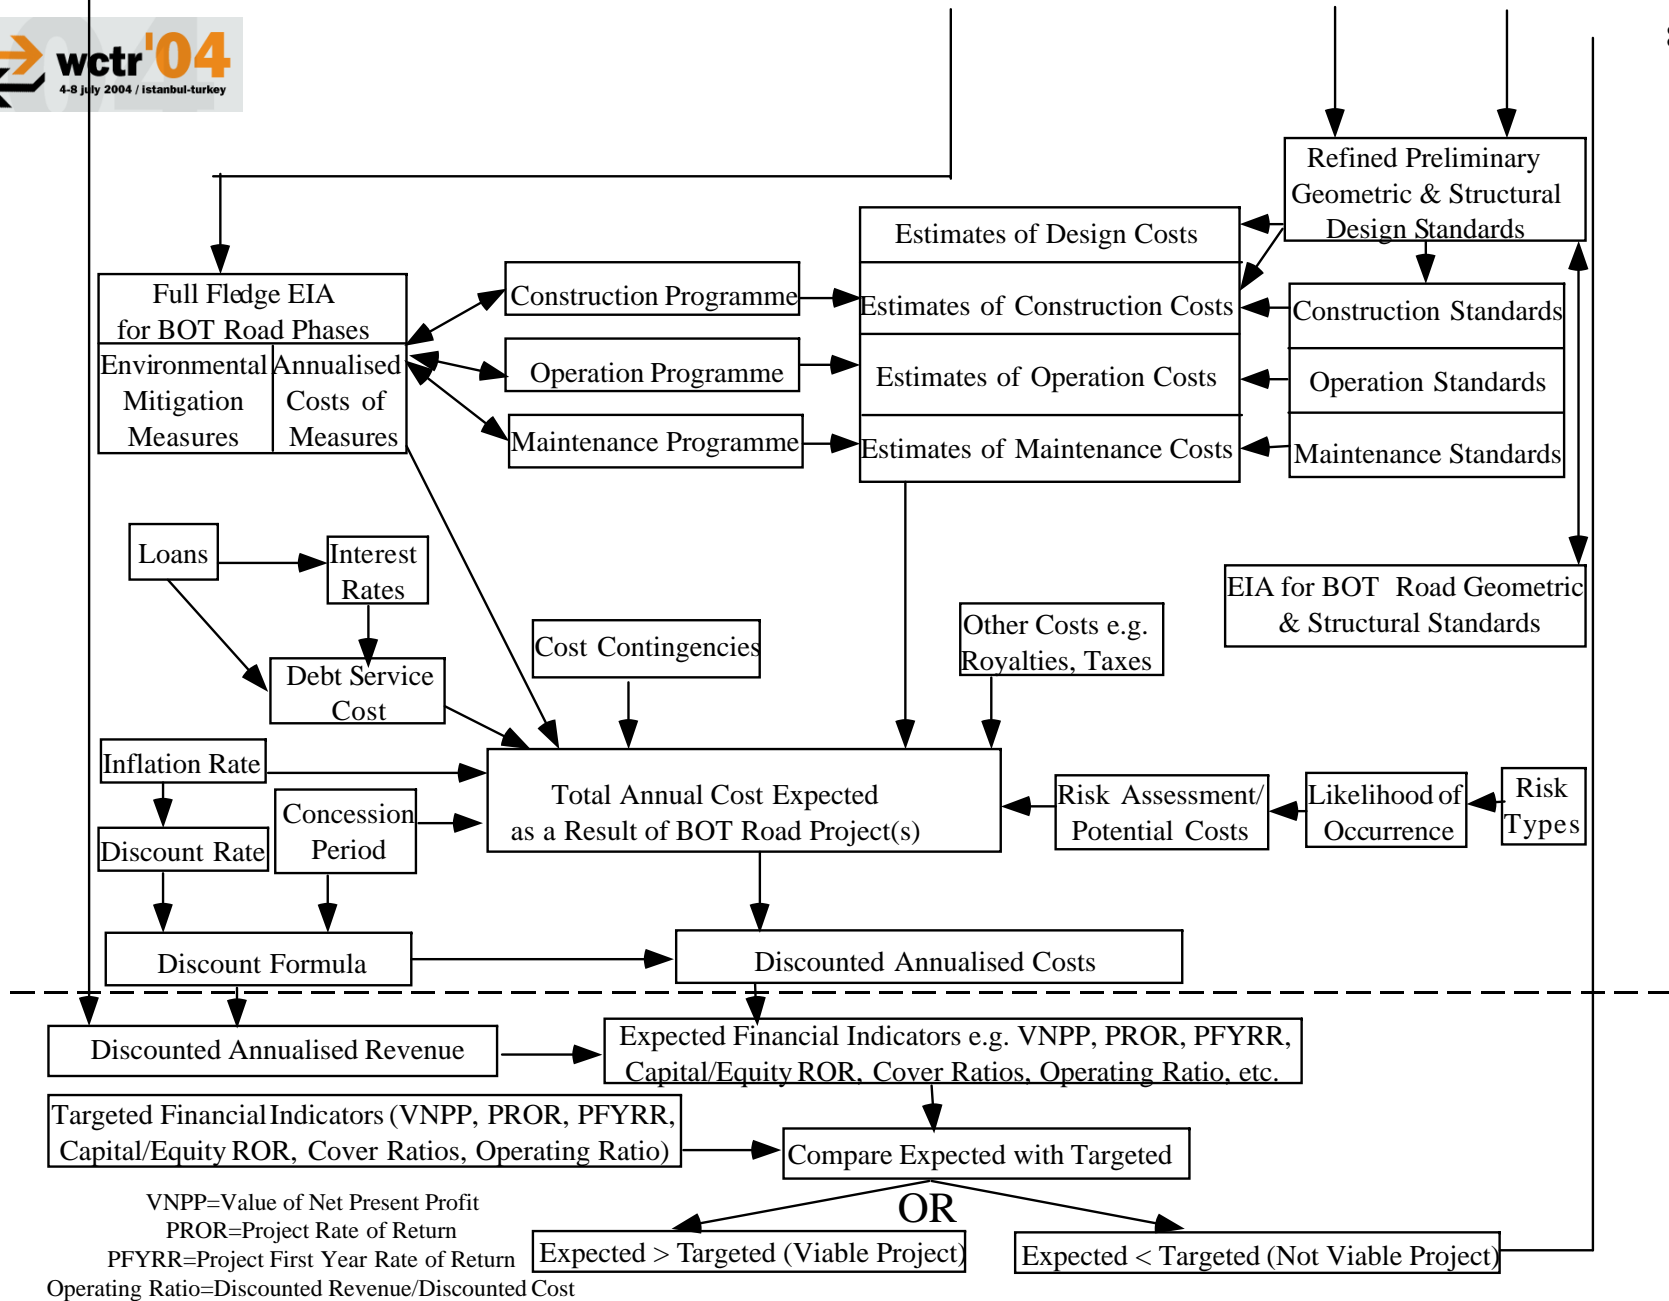 wctr'04
4-8 july 2004 / istanbul-turkey
Refined Preliminary
Geometric & Structural
Design Standards
Estimates of Design Costs
Full Fledge EIA
for BOT Road Phases
Construction Programme
Estimates of Construction Costs
Construction Standards
Environmental
Mitigation
Measures
Annualised
Costs of
Measures
Operation Programme
Estimates of Operation Costs
Operation Standards
Maintenance Programme
Estimates of Maintenance Costs
Maintenance Standards
Loans
Interest
Rates
EIA for BOT Road Geometric
& Structural Standards
Cost Contingencies
Other Costs e.g.
Royalties, Taxes
Debt Service
Cost
Inflation Rate
Total Annual Cost Expected
as a Result of BOT Road Project(s)
Risk Assessment/
Potential Costs
Likelihood of
Occurrence
Risk
Types
Concession
Period
Discount Rate
Discount Formula
Discounted Annualised Costs
Discounted Annualised Revenue
Expected Financial Indicators e.g. VNPP, PROR, PFYRR,
Capital/Equity ROR, Cover Ratios, Operating Ratio, etc.
Targeted Financial Indicators (VNPP, PROR, PFYRR,
Capital/Equity ROR, Cover Ratios, Operating Ratio)
Compare Expected with Targeted
OR
Expected > Targeted (Viable Project)
Expected < Targeted (Not Viable Project)
VNPP=Value of Net Present Profit
PROR=Project Rate of Return
PFYRR=Project First Year Rate of Return
Operating Ratio=Discounted Revenue/Discounted Cost